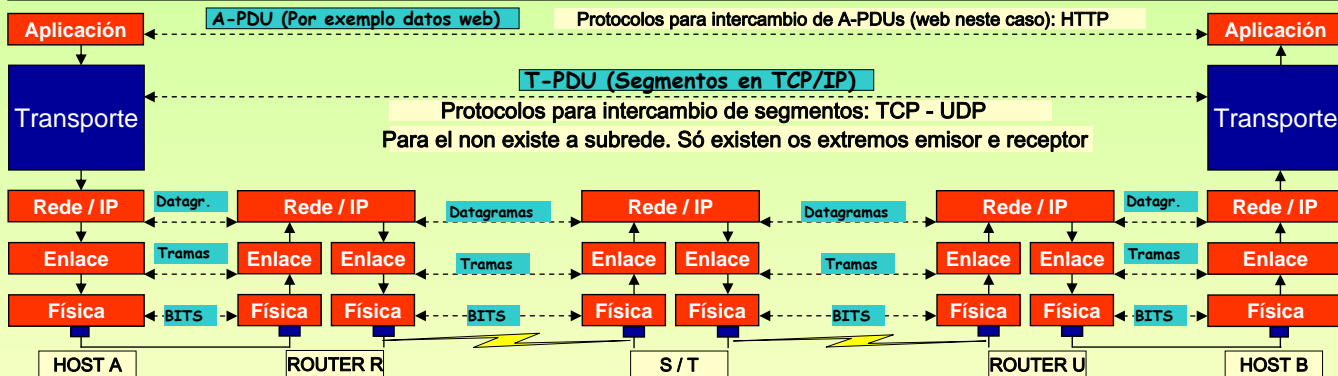 A-PDU (Por exemplo datos web) Protocolos para intercambio de A-PDUs (web neste caso): HTTP
Aplicación Aplicación
T-PDU (Segmentos en TCP/IP)
Transporte Transporte
Protocolos para intercambio de segmentos: TCP - UDP
Para el non existe a subrede. Só existen os extremos emisor e receptor
Rede / IP Datagr. Rede / IP Datagramas Rede / IP Datagramas Rede / IP Datagr. Rede / IP
Enlace Tramas Enlace Enlace Tramas Enlace Enlace Tramas Enlace Enlace Tramas Enlace
Física BITS Física Física BITS Física Física BITS Física Física BITS Física
HOST A ROUTER R S / T ROUTER U HOST B